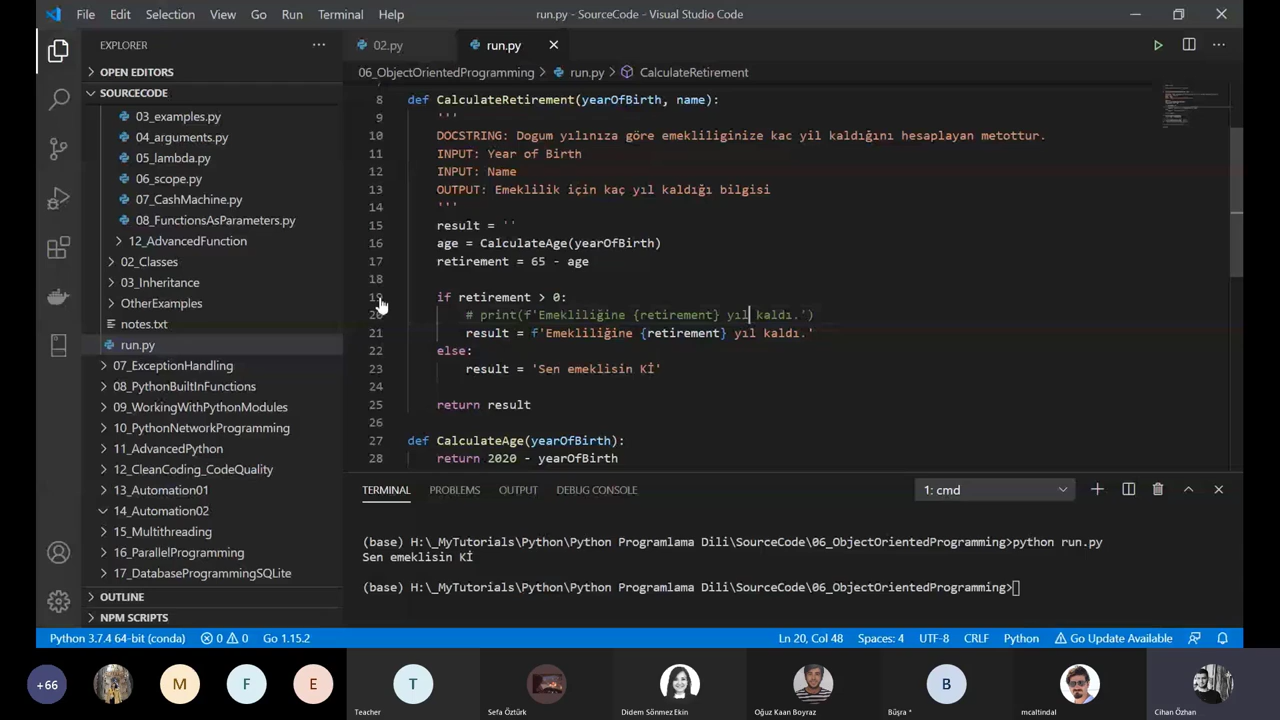 File Edit Selection View Go Run Terminal Help
run.py - SourceCode - Visual Studio Code
EXPLORER
OPEN EDITORS
SOURCECODE
03_examples.py
04_arguments.py
05_lambda.py
06_scope.py
07_CashMachine.py
08_FunctionsAsParameters.py
12_AdvancedFunction
02_Classes
03_Inheritance
OtherExamples
notes.txt
run.py
07_ExceptionHandling
08_PythonBuiltInFunctions
09_WorkingWithPythonModules
10_PythonNetworkProgramming
11_AdvancedPython
12_CleanCoding_CodeQuality
13_Automation01
14_Automation02
15_Multithreading
16_ParallelProgramming
17_DatabaseProgrammingSQLite
OUTLINE
NPM SCRIPTS
02.py run.py
06_ObjectOrientedProgramming > run.py > CalculateRetirement
8 def CalculateRetirement(yearOfBirth, name):
9 '''
10 DOCSTRING: Dogum yılınıza göre emekliliginize kac yil kaldığını hesaplayan metottur.
11 INPUT: Year of Birth
12 INPUT: Name
13 OUTPUT: Emeklilik için kaç yıl kaldığı bilgisi
14 '''
15 result = ''
16 age = CalculateAge(yearOfBirth)
17 retirement = 65 - age
18
19 if retirement > 0:
20 # print(f'Emekliliğine {retirement} yıl kaldı.')
21 result = f'Emekliliğine {retirement} yıl kaldı.'
22 else:
23 result = 'Sen emeklisin Kİ'
24
25 return result
26
27 def CalculateAge(yearOfBirth):
28 return 2020 - yearOfBirth
TERMINAL PROBLEMS OUTPUT DEBUG CONSOLE 1: cmd
(base) H:\_MyTutorials\Python\Python Programlama Dili\SourceCode\06_ObjectOrientedProgramming>python run.py
Sen emeklisin Kİ
(base) H:\_MyTutorials\Python\Python Programlama Dili\SourceCode\06_ObjectOrientedProgramming>
Python 3.7.4 64-bit (conda) 0 0 Go 1.15.2 Ln 20, Col 48 Spaces: 4 UTF-8 CRLF Python Go Update Available
+66 M F E T B
Teacher Sefa Öztürk Didem Sönmez Ekin Oğuz Kaan Boyraz Büşra * mcaltindal Cihan Özhan